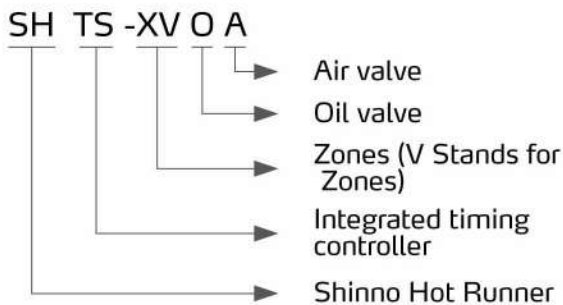 SH TS -XV O A
Air valve
Oil valve
Zones (V Stands for
Zones)
Integrated timing
controller
Shinno Hot Runner